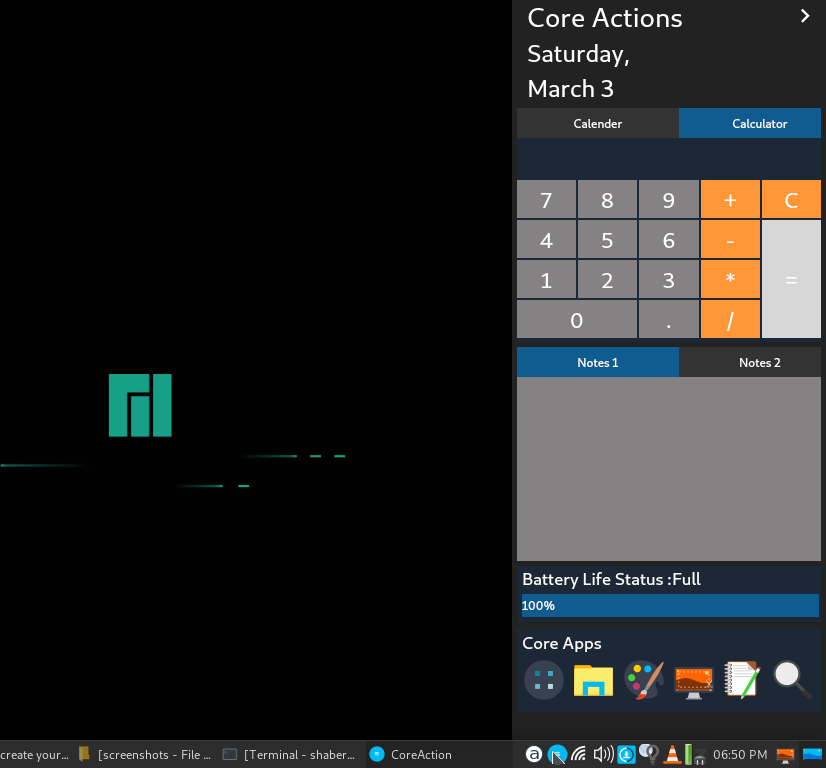 Core Actions
Saturday,
March 3
Calender Calculator
7 8 9 + C
4 5 6 -
1 2 3 * =
0 . /
Notes 1 Notes 2
Battery Life Status :Full
100%
Core Apps
create your... [screenshots - File ... [Terminal - shaber... CoreAction a 06:50 PM